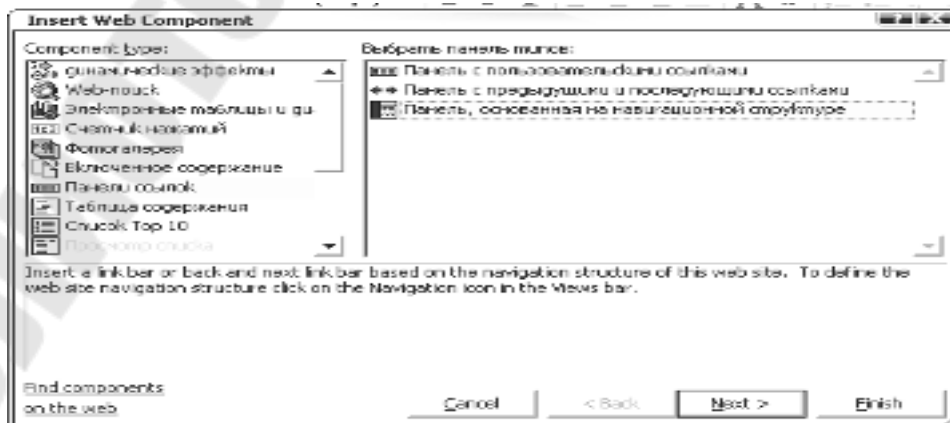 Insert Web Component
Component type:
динамические эффекты
Web-поиск
Электронные таблицы и ди
Счетчик нажатий
Фотогалерея
Включенное содержание
Панели ссылок
Таблица содержания
Список Top 10
Просмотр списка
Выбрать панель типов:
Панель с пользовательскими ссылками
Панель с предыдущими и последующими ссылками
Панель, основанная на навигационной структуре
Insert a link bar or back and next link bar based on the navigation structure of this web site. To define the
web site navigation structure click on the Navigation icon in the Views bar.
Find components
on the web
Cancel
< Back
Next >
Finish